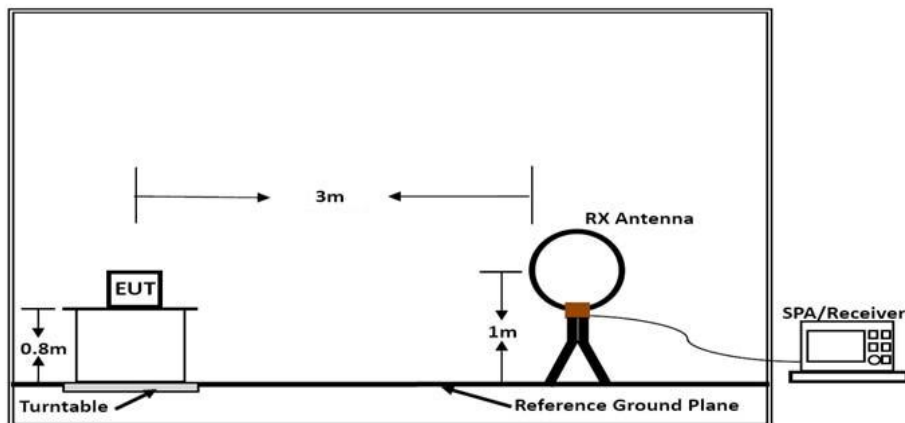 3m
RX Antenna
EUT
SPA/Receiver
0.8m
1m
Turntable
Reference Ground Plane